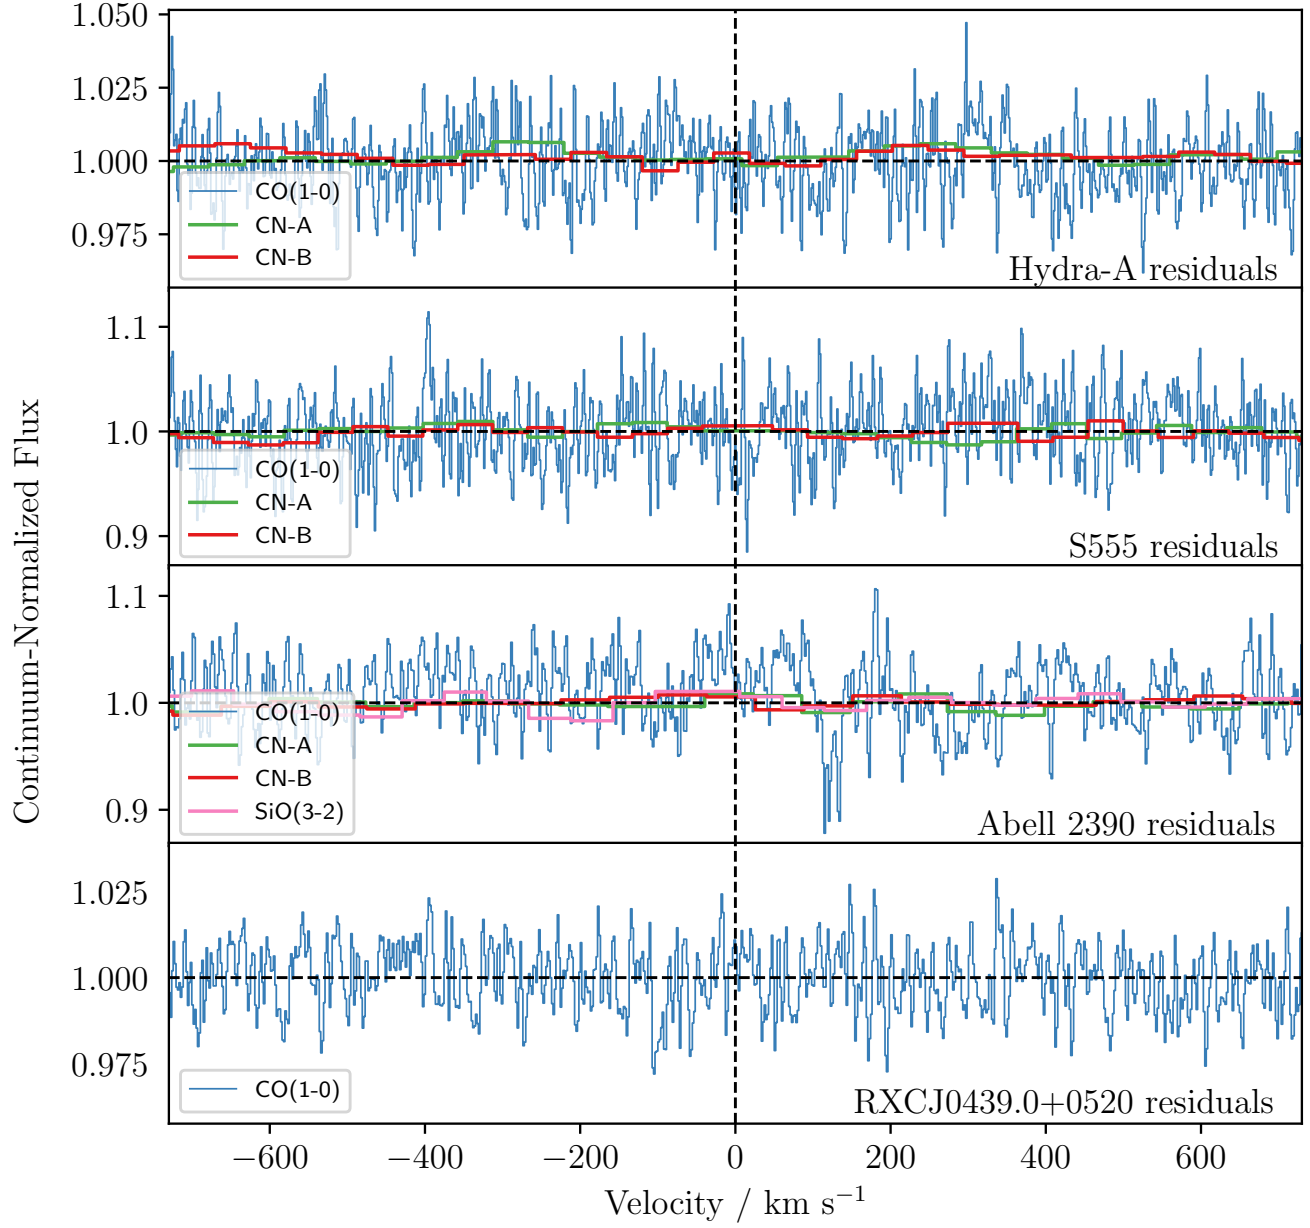 Continuum-Normalized Flux
1.050
1.025
1.000
0.975
CO(1-0)
CN-A
CN-B
Hydra-A residuals
1.1
1.0
0.9
CO(1-0)
CN-A
CN-B
S555 residuals
1.1
1.0
0.9
CO(1-0)
CN-A
CN-B
SiO(3-2)
Abell 2390 residuals
1.025
1.000
0.975
CO(1-0)
RXCJ0439.0+0520 residuals
−600 −400 −200 0 200 400 600
Velocity / km s⁻¹